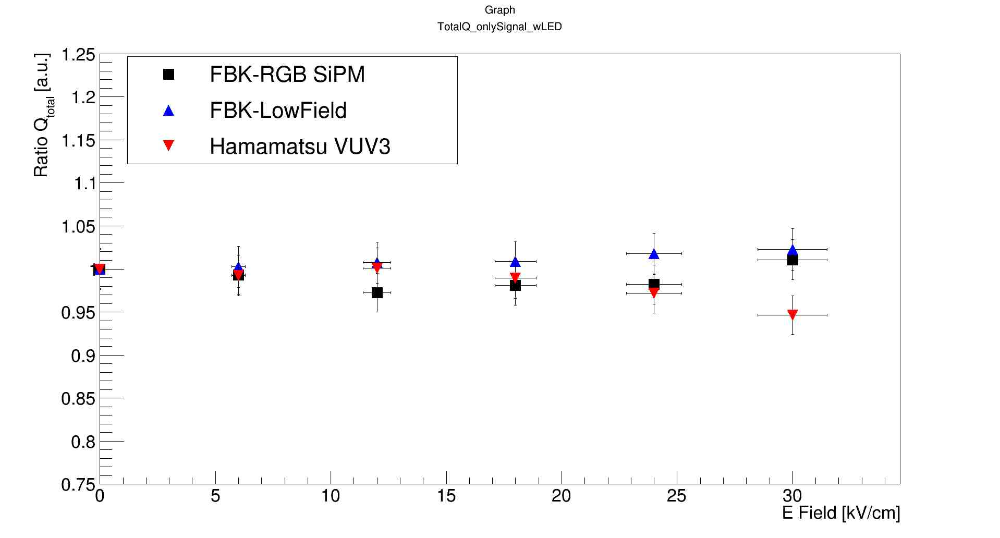 Graph
TotalQ_onlySignal_wLED
Ratio Qtotal [a.u.]
1.25
1.2
1.15
1.1
1.05
1
0.95
0.9
0.85
0.8
0.75
FBK-RGB SiPM
FBK-LowField
Hamamatsu VUV3
0 5 10 15 20 25 30
E Field [kV/cm]